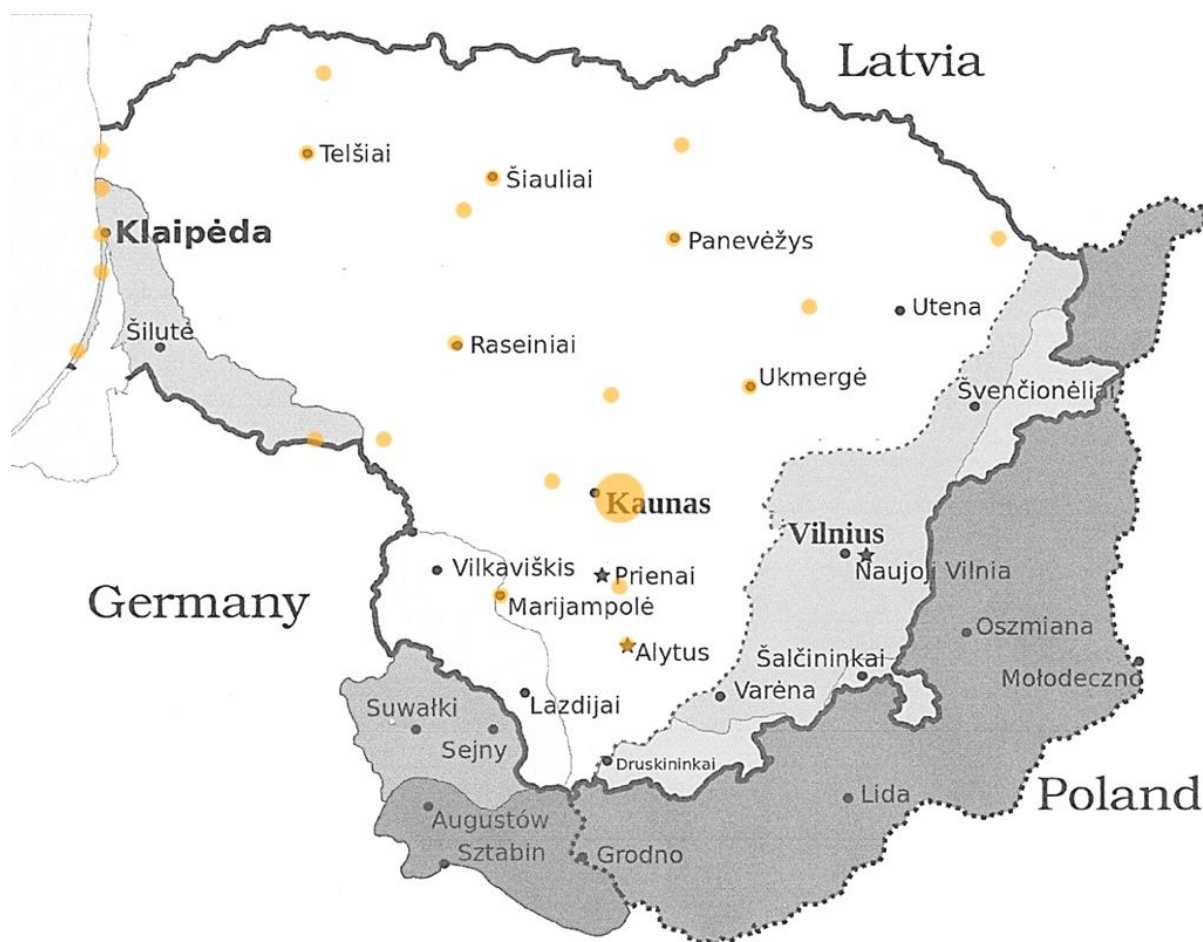 Latvia
Telšiai
Šiauliai
Klaipėda
Panevėžys
Utena
Šilutė
Raseiniai
Ukmergė
Švenčionėliai
Kaunas
Vilnius
Vilkaviškis
Prienai
Naujoji Vilnia
Germany
Marijampolė
Oszmiana
Alytus
Šalčininkai
Mołodeczno
Lazdijai
Varėna
Suwałki
Sejny
Druskininkai
Lida
Poland
Augustów
Sztabin
Grodno